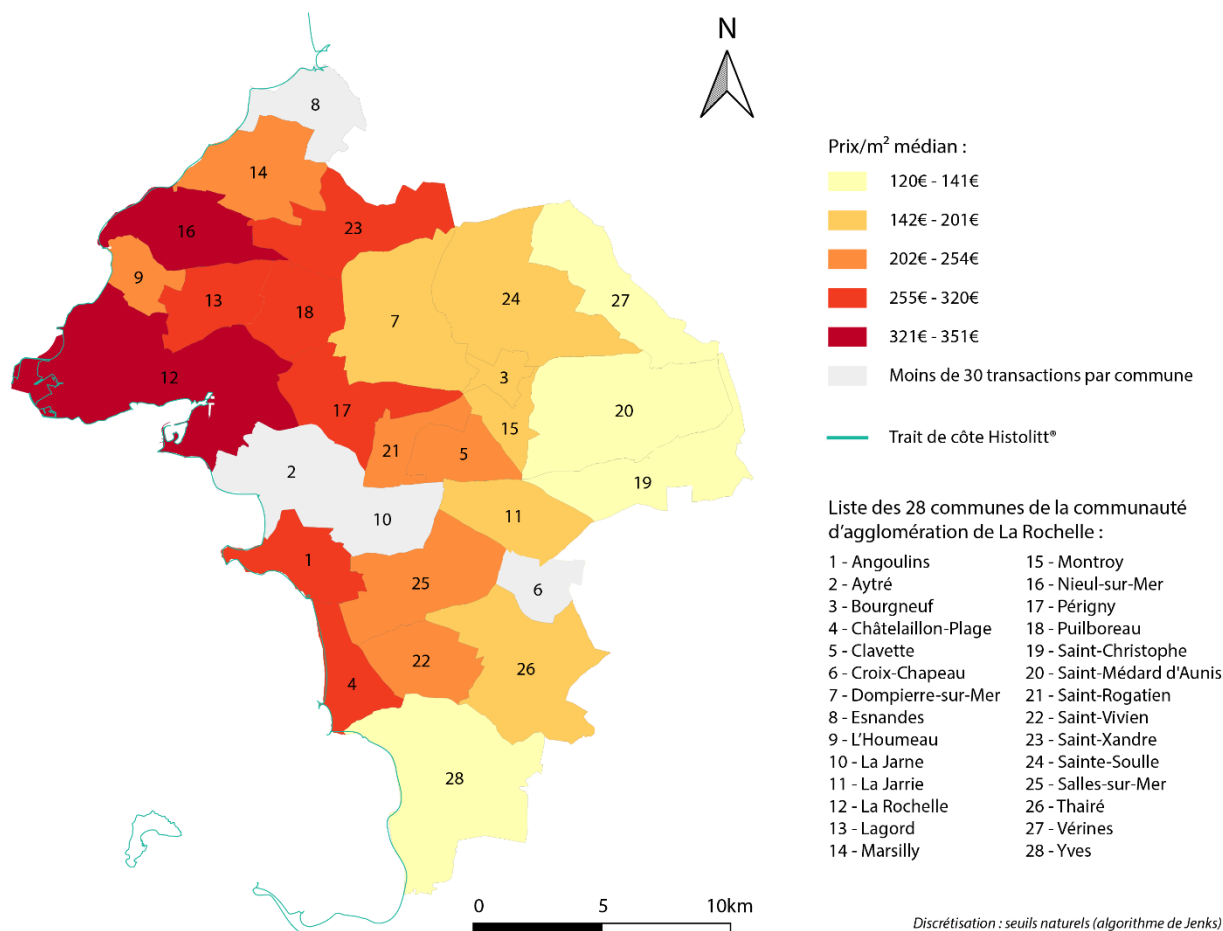 N
8
14
23
16
9
13
18
7
24
27
12
3
20
17
15
21
5
2
19
10
11
1
25
6
22
26
4
28
0 5 10km
Prix/m² médian :
120€ - 141€
142€ - 201€
202€ - 254€
255€ - 320€
321€ - 351€
Moins de 30 transactions par commune
Trait de côte Histolitt®
Liste des 28 communes de la communauté
d'agglomération de La Rochelle :
1 - Angoulins
2 - Aytré
3 - Bourgneuf
4 - Châtelaillon-Plage
5 - Clavette
6 - Croix-Chapeau
7 - Dompierre-sur-Mer
8 - Esnandes
9 - L'Houmeau
10 - La Jarne
11 - La Jarrie
12 - La Rochelle
13 - Lagord
14 - Marsilly
15 - Montroy
16 - Nieul-sur-Mer
17 - Périgny
18 - Puilboreau
19 - Saint-Christophe
20 - Saint-Médard d'Aunis
21 - Saint-Rogatien
22 - Saint-Vivien
23 - Saint-Xandre
24 - Sainte-Soulle
25 - Salles-sur-Mer
26 - Thairé
27 - Vérines
28 - Yves
Discrétisation : seuils naturels (algorithme de Jenks)